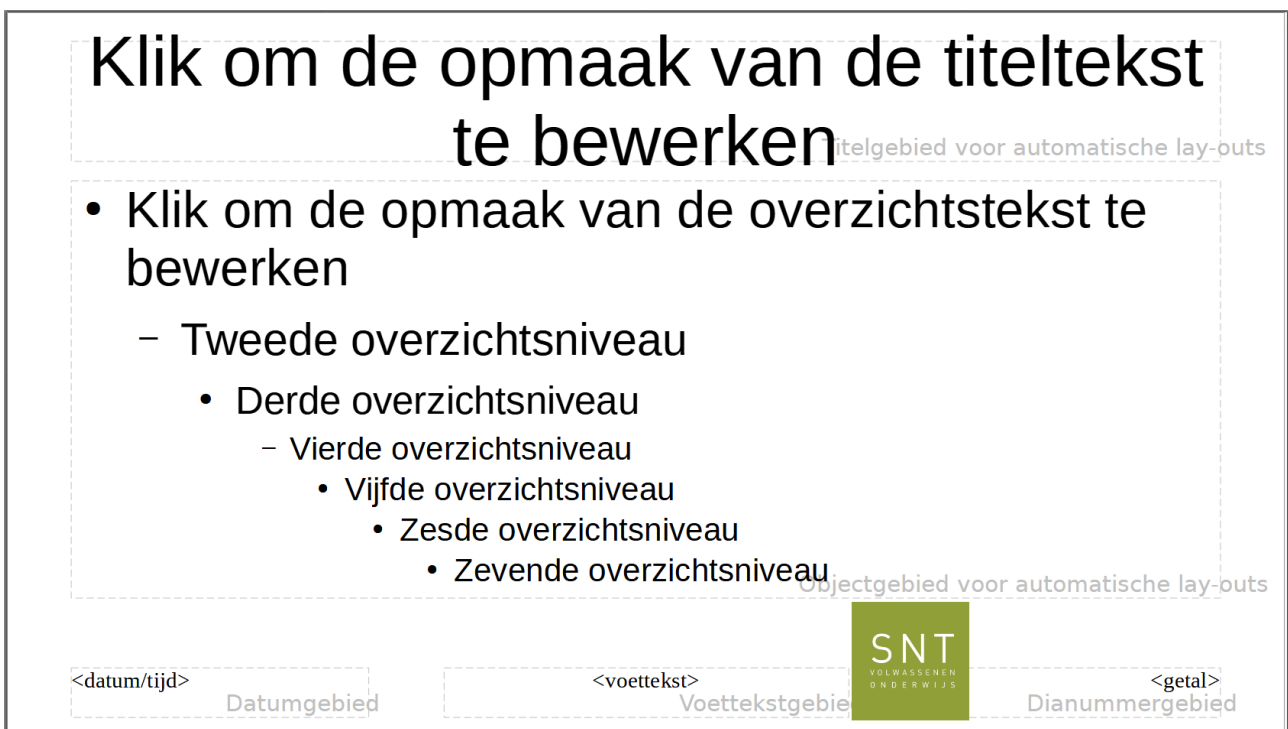 Klik om de opmaak van de titeltekst
te bewerken
Titelgebied voor automatische lay-outs
• Klik om de opmaak van de overzichtstekst te
bewerken
– Tweede overzichtsniveau
• Derde overzichtsniveau
– Vierde overzichtsniveau
• Vijfde overzichtsniveau
• Zesde overzichtsniveau
• Zevende overzichtsniveau
Objectgebied voor automatische lay-outs
SNT
VOLWASSENEN
ONDERWIJS
<datum/tijd>
Datumgebied
<voettekst>
Voettekstgebie
<getal>
Dianummergebied